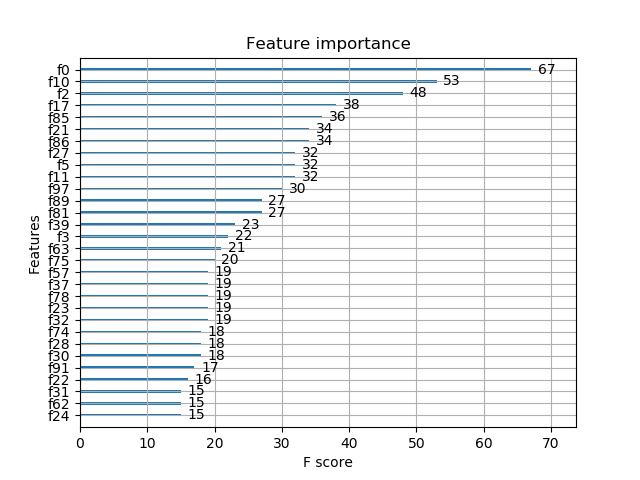 Feature importance
f0 67
f10 53
f2 48
f17 38
f85 36
f21 34
f86 34
f27 32
f5 32
f11 32
f97 30
f89 27
f81 27
f39 23
f3 22
f63 21
f75 20
f57 19
f37 19
f78 19
f23 19
f32 19
f74 18
f28 18
f30 18
f91 17
f22 16
f31 15
f62 15
f24 15
Features
0 10 20 30 40 50 60 70
F score